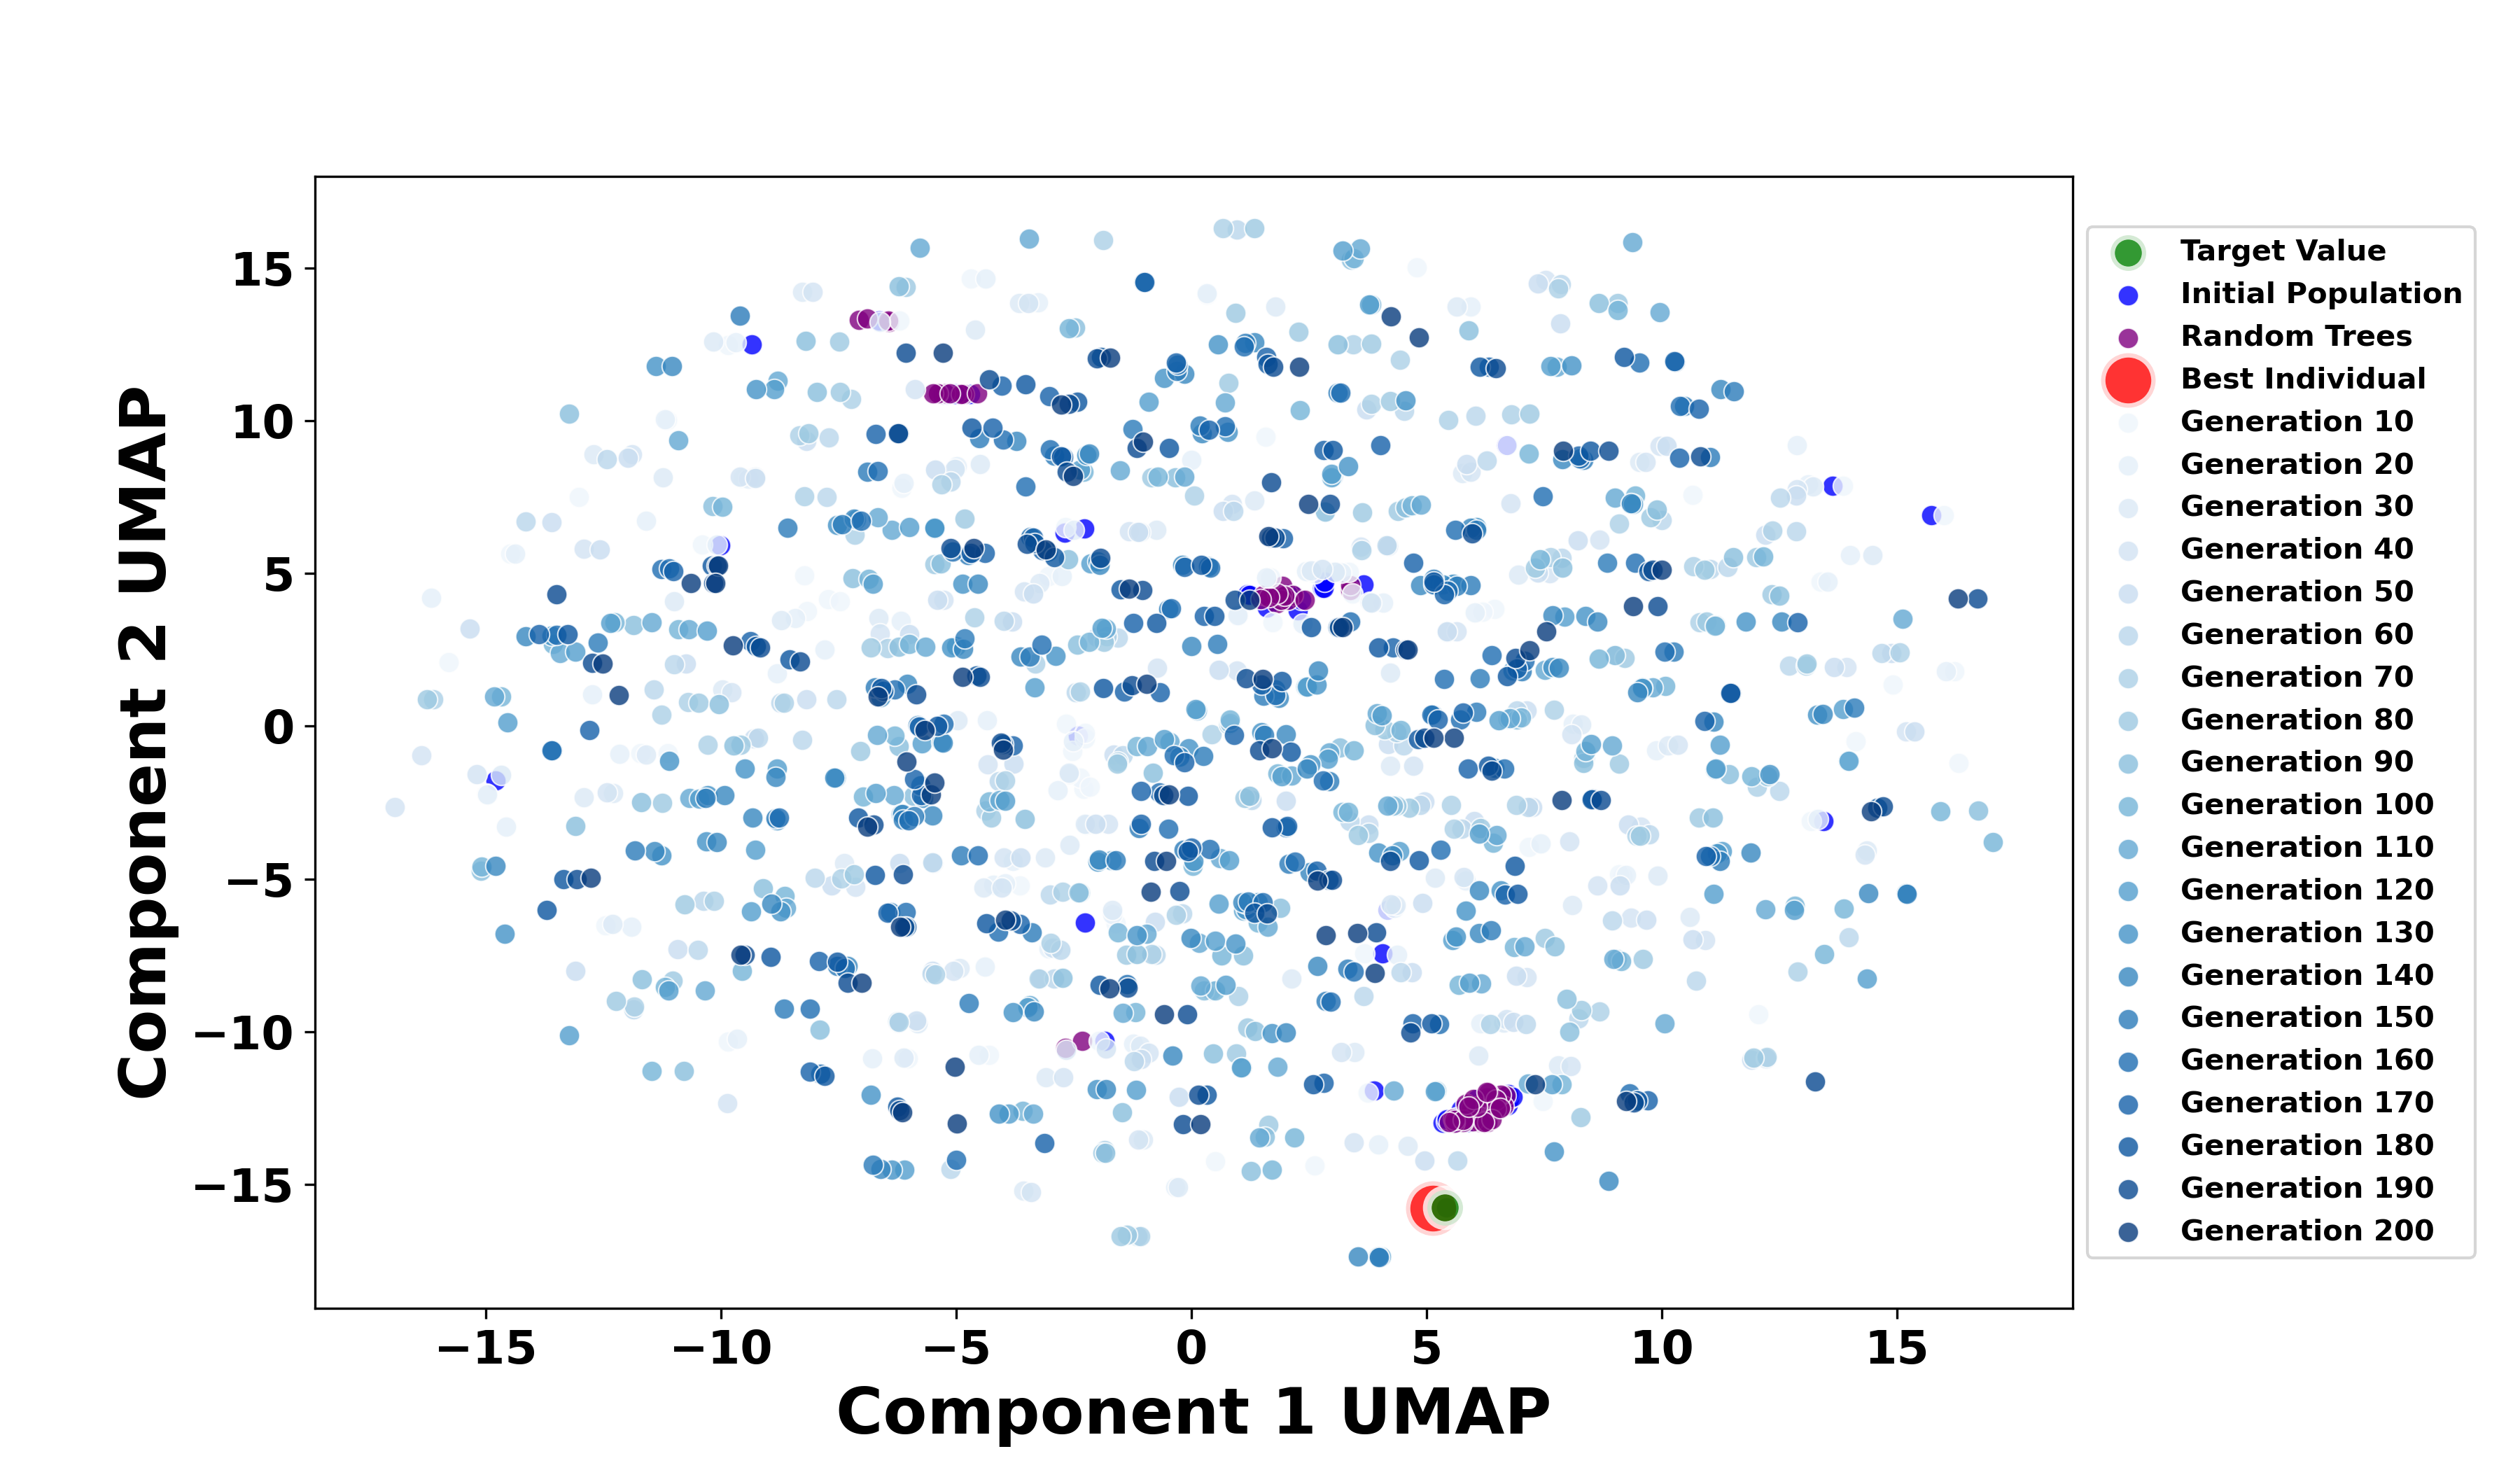 15
10
5
0
−5
−10
−15
Component 2 UMAP
−15
−10
−5
0
5
10
15
Component 1 UMAP
Target Value
Initial Population
Random Trees
Best Individual
Generation 10
Generation 20
Generation 30
Generation 40
Generation 50
Generation 60
Generation 70
Generation 80
Generation 90
Generation 100
Generation 110
Generation 120
Generation 130
Generation 140
Generation 150
Generation 160
Generation 170
Generation 180
Generation 190
Generation 200